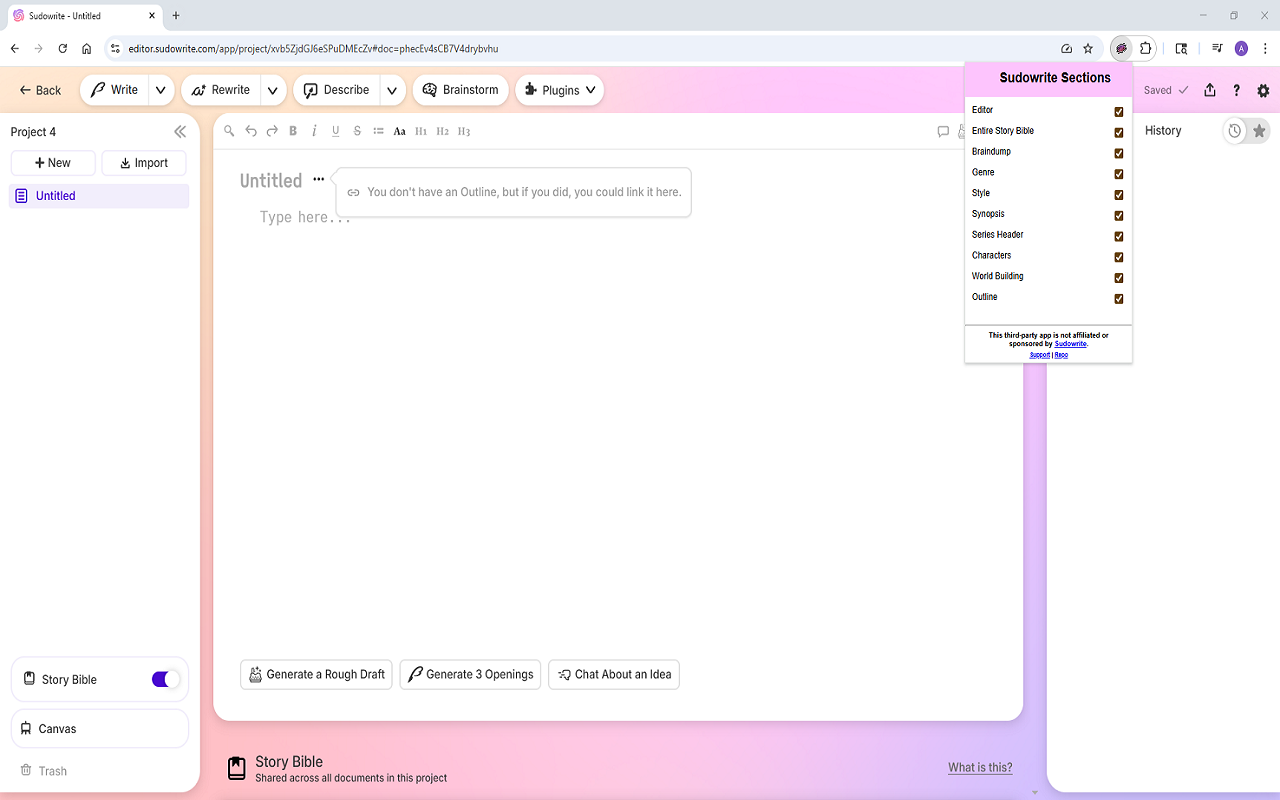 Sudowrite - Untitled
editor.sudowrite.com/app/project/xvb5ZjdGJ6eSPuDMEcZv#doc=phecEv4sCB7V4drybvhu
A
Back
Write
Rewrite
Describe
Brainstorm
Plugins
Saved
?
Sudowrite Sections
Editor
Entire Story Bible
Braindump
Genre
Style
Synopsis
Series Header
Characters
World Building
Outline
This third-party app is not affiliated or
sponsored by Sudowrite.
Support | Repo
Project 4
+ New
Import
Untitled
B i U S Aa H1 H2 H3
History
Untitled ...
You don't have an Outline, but if you did, you could link it here.
Type here...
Generate a Rough Draft
Generate 3 Openings
Chat About an Idea
Story Bible
Canvas
Trash
Story Bible
Shared across all documents in this project
What is this?